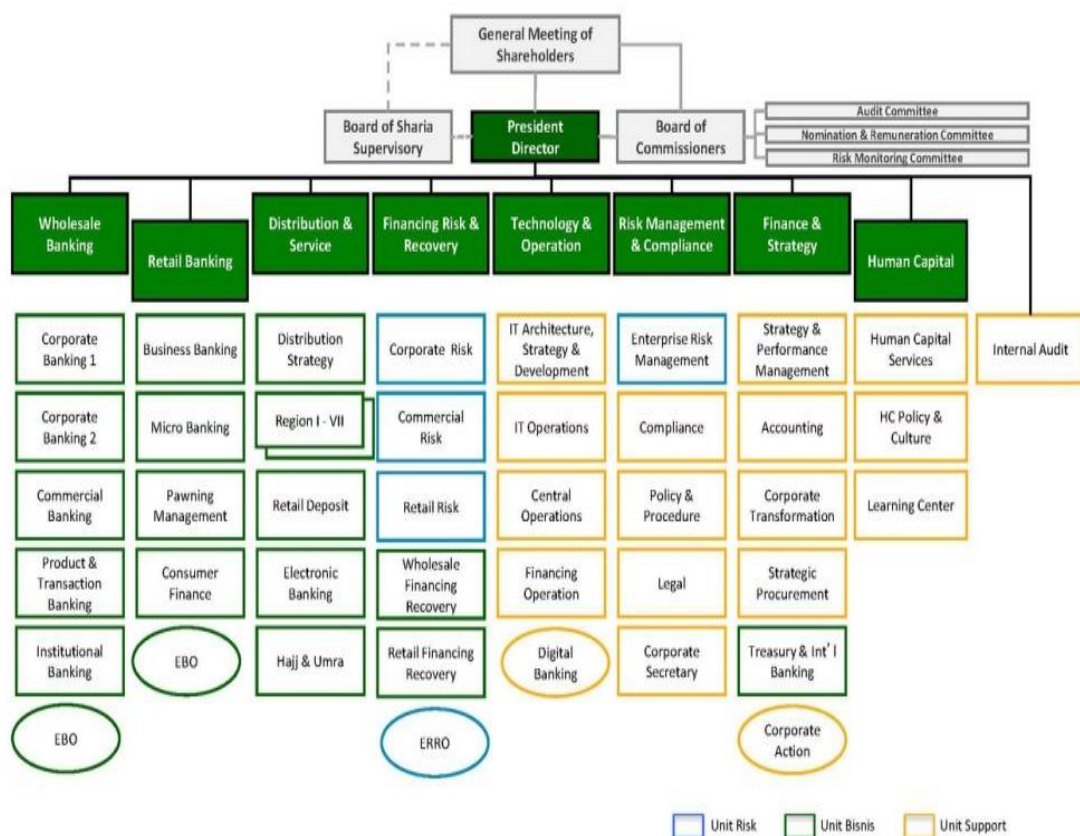 General Meeting of
Shareholders
Board of Sharia
Supervisory
President
Director
Board of
Commissioners
Audit Committee
Nomination & Remuneration Committee
Risk Monitoring Committee
Wholesale
Banking
Retail Banking
Distribution &
Service
Financing Risk &
Recovery
Technology &
Operation
Risk Management
& Compliance
Finance &
Strategy
Human Capital
Corporate
Banking 1
Business Banking
Distribution
Strategy
Corporate Risk
IT Architecture,
Strategy &
Development
Enterprise Risk
Management
Strategy &
Performance
Management
Human Capital
Services
Internal Audit
Corporate
Banking 2
Micro Banking
Region I - VII
Commercial
Risk
IT Operations
Compliance
Accounting
HC Policy &
Culture
Commercial
Banking
Pawning
Management
Retail Deposit
Retail Risk
Central
Operations
Policy &
Procedure
Corporate
Transformation
Learning Center
Product &
Transaction
Banking
Consumer
Finance
Electronic
Banking
Wholesale
Financing
Recovery
Financing
Operation
Legal
Strategic
Procurement
Institutional
Banking
EBO
Hajj & Umra
Retail Financing
Recovery
Digital
Banking
Corporate
Secretary
Treasury & Int' l
Banking
EBO
ERRO
Corporate
Action
Unit Risk
Unit Bisnis
Unit Support